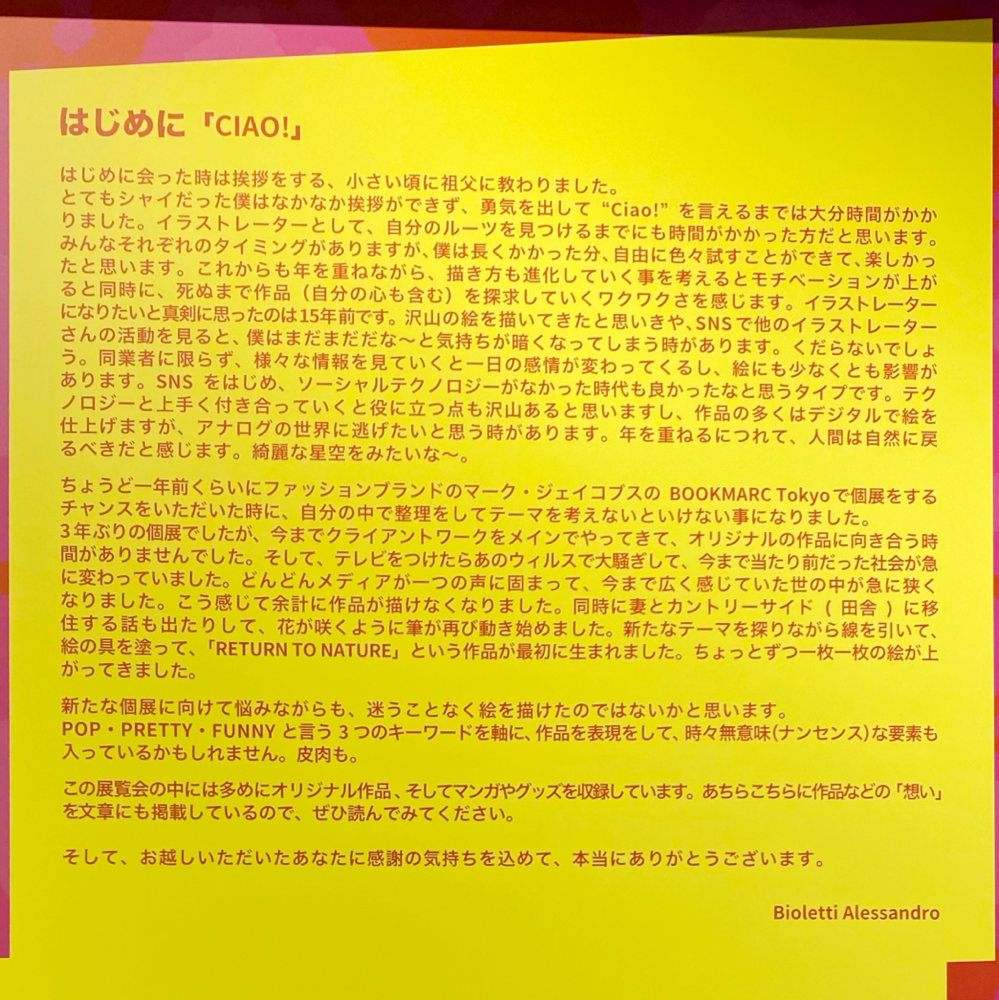 はじめに「CIAO!」
はじめに会った時は挨拶をする、小さい頃に祖父に教わりました。
とてもシャイだった僕はなかなか挨拶ができず、勇気を出して“Ciao!”を言えるまでは大分時間がかか
りました。イラストレーターとして、自分のルーツを見つけるまでにも時間がかかった方だと思います。
みんなそれぞれのタイミングがありますが、僕は長くかかった分、自由に色々試すことができて、楽しかっ
たと思います。これからも年を重ねながら、描き方も進化していく事を考えるとモチベーションが上が
ると同時に、死ぬまで作品（自分の心も含む）を探求していくワクワクさを感じます。イラストレーター
になりたいと真剣に思ったのは15年前です。沢山の絵を描いてきたと思いきや、SNSで他のイラストレーター
さんの活動を見ると、僕はまだまだだな〜と気持ちが暗くなってしまう時があります。くだらないでしょ
う。同業者に限らず、様々な情報を見ていくと一日の感情が変わってくるし、絵にも少なくとも影響が
あります。SNS をはじめ、ソーシャルテクノロジーがなかった時代も良かったなと思うタイプです。テク
ノロジーと上手く付き合っていくと役に立つ点も沢山あると思いますし、作品の多くはデジタルで絵を
仕上げますが、アナログの世界に逃げたいと思う時があります。年を重ねるにつれて、人間は自然に戻
るべきだと感じます。綺麗な星空をみたいな〜。
ちょうど一年前くらいにファッションブランドのマーク・ジェイコブスの BOOKMARC Tokyoで個展をする
チャンスをいただいた時に、自分の中で整理をしてテーマを考えないといけない事になりました。
3年ぶりの個展でしたが、今までクライアントワークをメインでやってきて、オリジナルの作品に向き合う時
間がありませんでした。そして、テレビをつけたらあのウィルスで大騒ぎして、今まで当たり前だった社会が急
に変わっていました。どんどんメディアが一つの声に固まって、今まで広く感じていた世の中が急に狭く
なりました。こう感じて余計に作品が描けなくなりました。同時に妻とカントリーサイド ( 田舎 ) に移
住する話も出たりして、花が咲くように筆が再び動き始めました。新たなテーマを探りながら線を引いて、
絵の具を塗って、「RETURN TO NATURE」という作品が最初に生まれました。ちょっとずつ一枚一枚の絵が上
がってきました。
新たな個展に向けて悩みながらも、迷うことなく絵を描けたのではないかと思います。
POP・PRETTY・FUNNY と言う 3 つのキーワードを軸に、作品を表現をして、時々無意味(ナンセンス)な要素も
入っているかもしれません。皮肉も。
この展覧会の中には多めにオリジナル作品、そしてマンガやグッズを収録しています。あちらこちらに作品などの「想い」
を文章にも掲載しているので、ぜひ読んでみてください。
そして、お越しいただいたあなたに感謝の気持ちを込めて、本当にありがとうございます。
Bioletti Alessandro